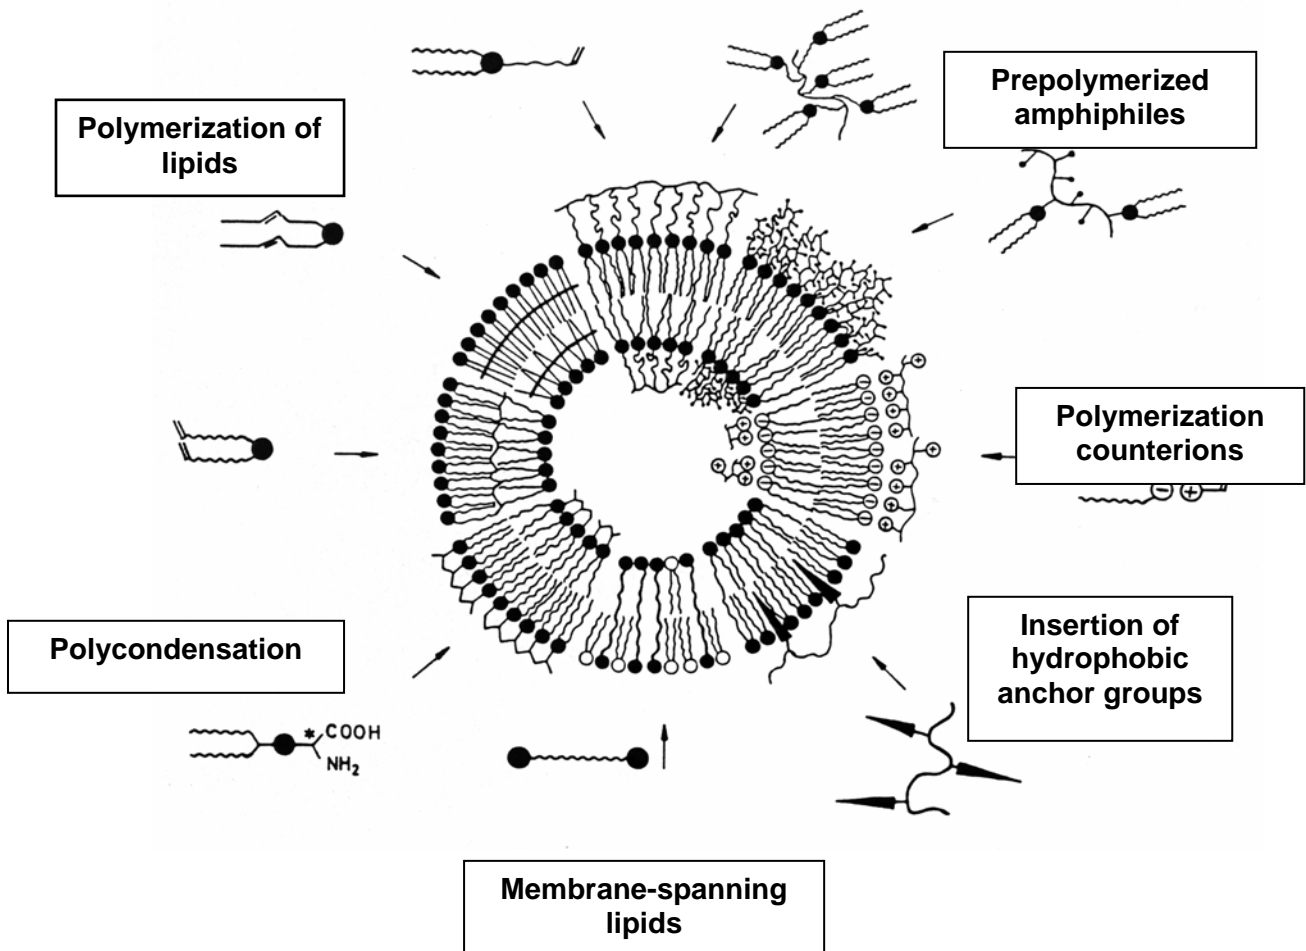 Prepolymerized
amphiphiles
Polymerization of
lipids
Polymerization
counterions
Insertion of
hydrophobic
anchor groups
Polycondensation
* COOH
NH₂
Membrane-spanning
lipids